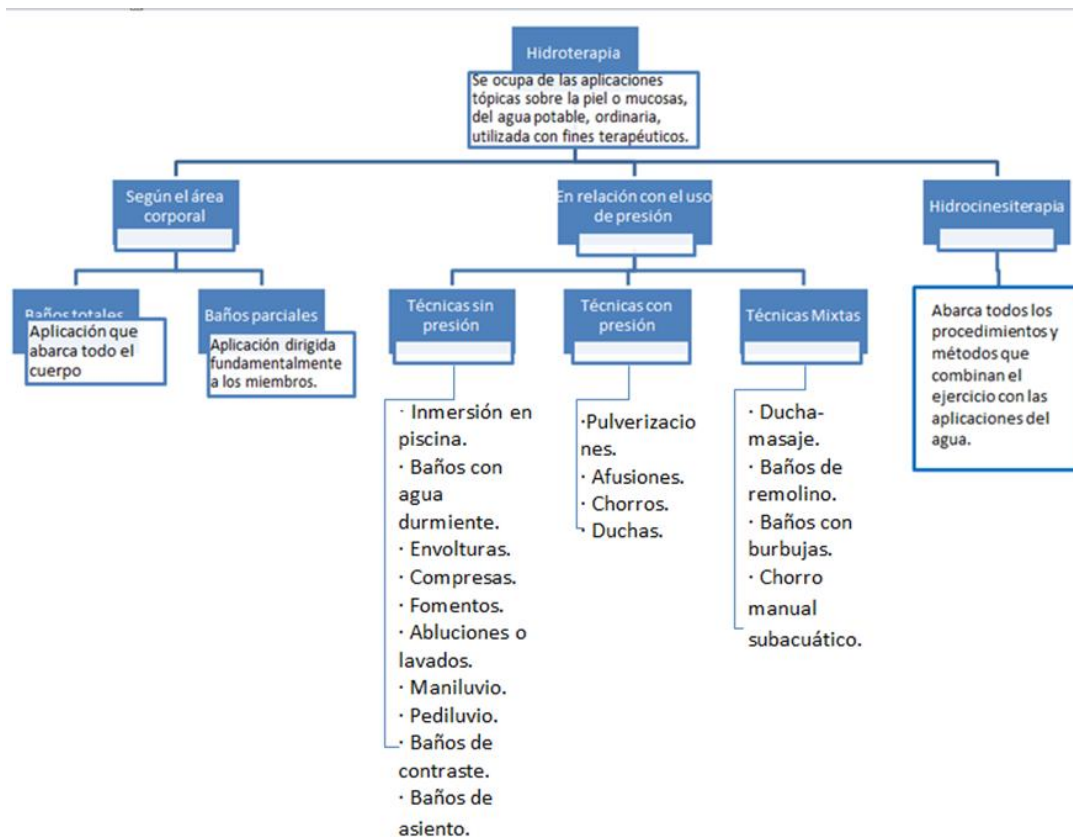 Hidroterapia
Se ocupa de las aplicaciones
tópicas sobre la piel o mucosas,
del agua potable, ordinaria,
utilizada con fines terapéuticos.
Según el área
corporal
En relación con el uso
de presión
Hidrocinesiterapia
Baños totales
Aplicación que
abarca todo el
cuerpo
Baños parciales
Aplicación dirigida
fundamentalmente
a los miembros.
Técnicas sin
presión
· Inmersión en
piscina.
· Baños con
agua
durmiente.
· Envolturas.
· Compresas.
· Fomentos.
· Abluciones o
lavados.
· Maniluvio.
· Pediluvio.
· Baños de
contraste.
· Baños de
asiento.
Técnicas con
presión
·Pulverizacio
nes.
· Afusiones.
· Chorros.
· Duchas.
Técnicas Mixtas
· Ducha-
masaje.
· Baños de
remolino.
· Baños con
burbujas.
· Chorro
manual
subacuático.
Abarca todos los
procedimientos y
métodos que
combinan el
ejercicio con las
aplicaciones del
agua.